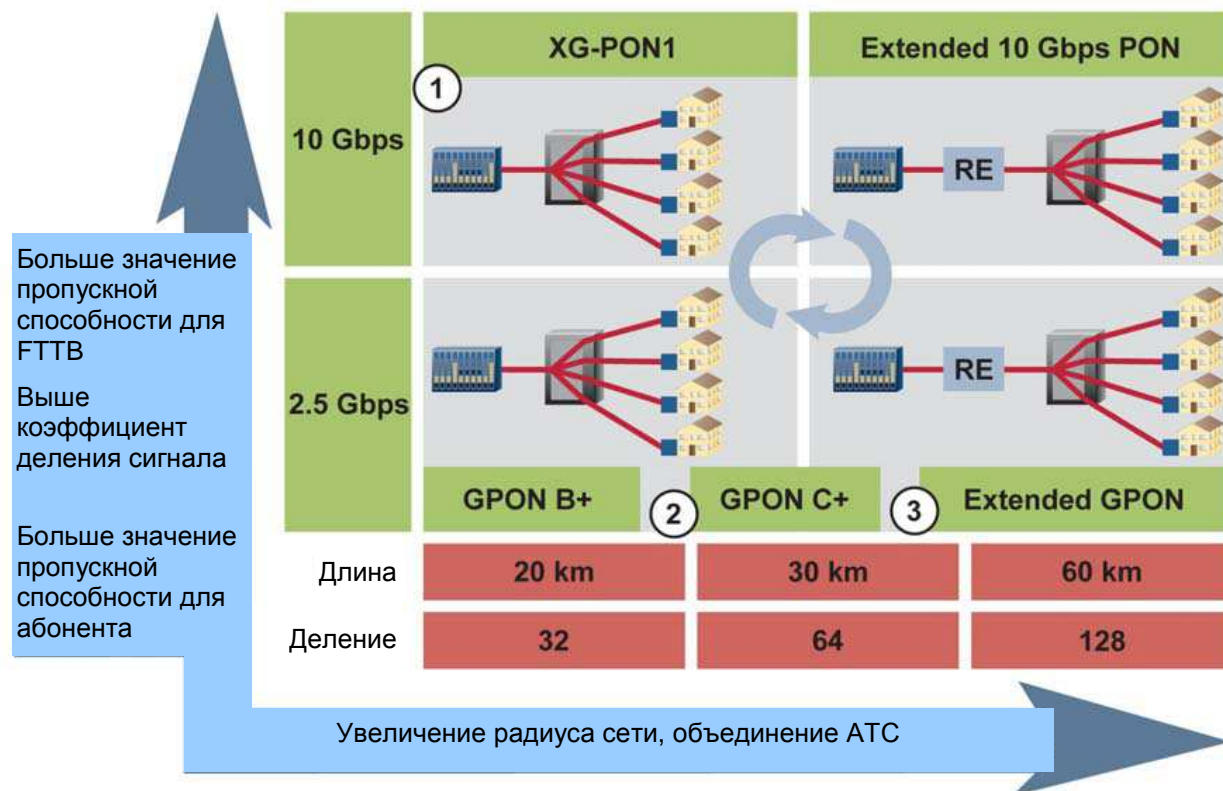 XG-PON1
Extended 10 Gbps PON
1
10 Gbps
RE
Больше значение
пропускной
способности для
FTTB
Выше
коэффициент
деления сигнала
Больше значение
пропускной
способности для
абонента
2.5 Gbps
RE
GPON B+
2
GPON C+
3
Extended GPON
Длина
20 km
30 km
60 km
Деление
32
64
128
Увеличение радиуса сети, объединение АТС